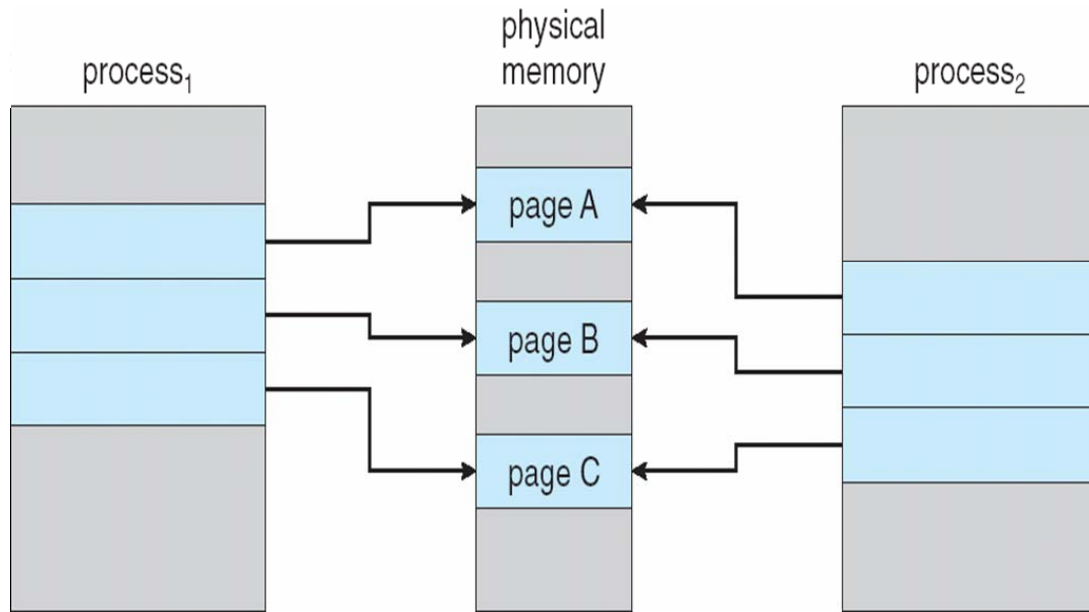 process₁
physical
memory
process₂
page A
page B
page C